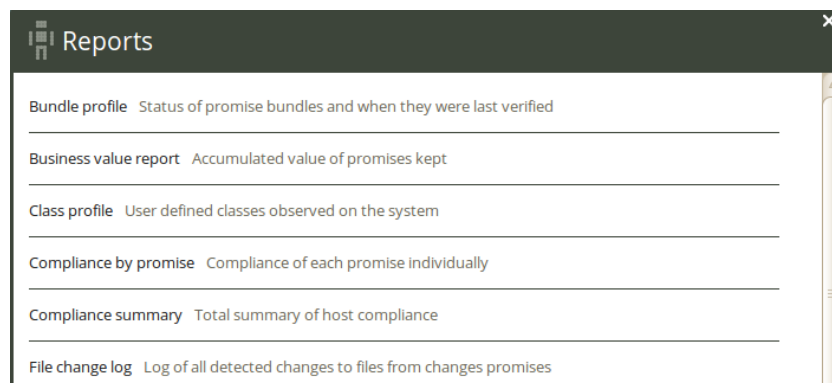 Reports
Bundle profile Status of promise bundles and when they were last verified
Business value report Accumulated value of promises kept
Class profile User defined classes observed on the system
Compliance by promise Compliance of each promise individually
Compliance summary Total summary of host compliance
File change log Log of all detected changes to files from changes promises